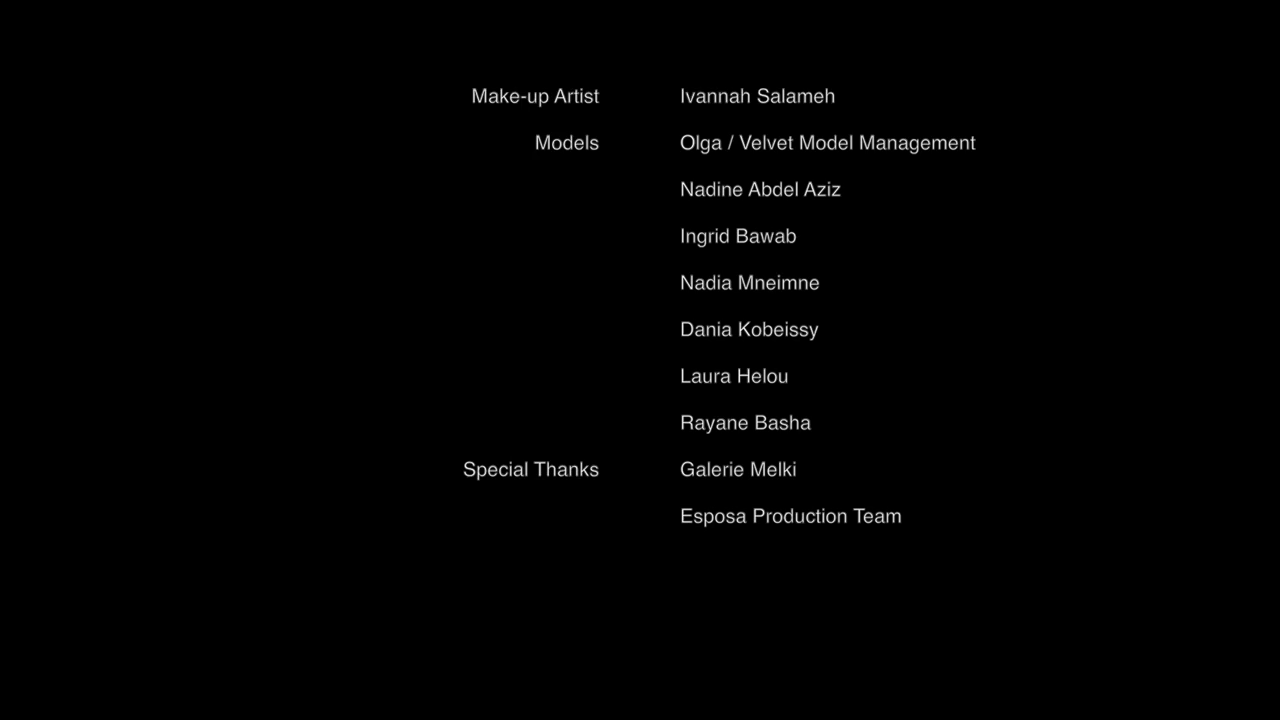 Make-up Artist Ivannah Salameh
Models Olga / Velvet Model Management
Nadine Abdel Aziz
Ingrid Bawab
Nadia Mneimne
Dania Kobeissy
Laura Helou
Rayane Basha
Special Thanks Galerie Melki
Esposa Production Team